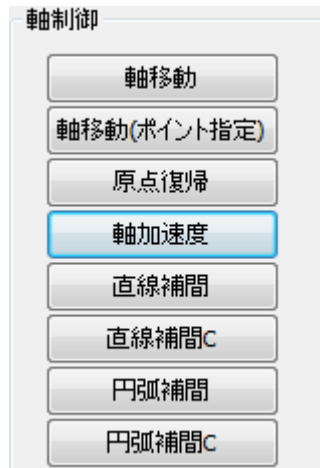 軸制御
軸移動
軸移動(ポイント指定)
原点復帰
軸加速度
直線補間
直線補間C
円弧補間
円弧補間C